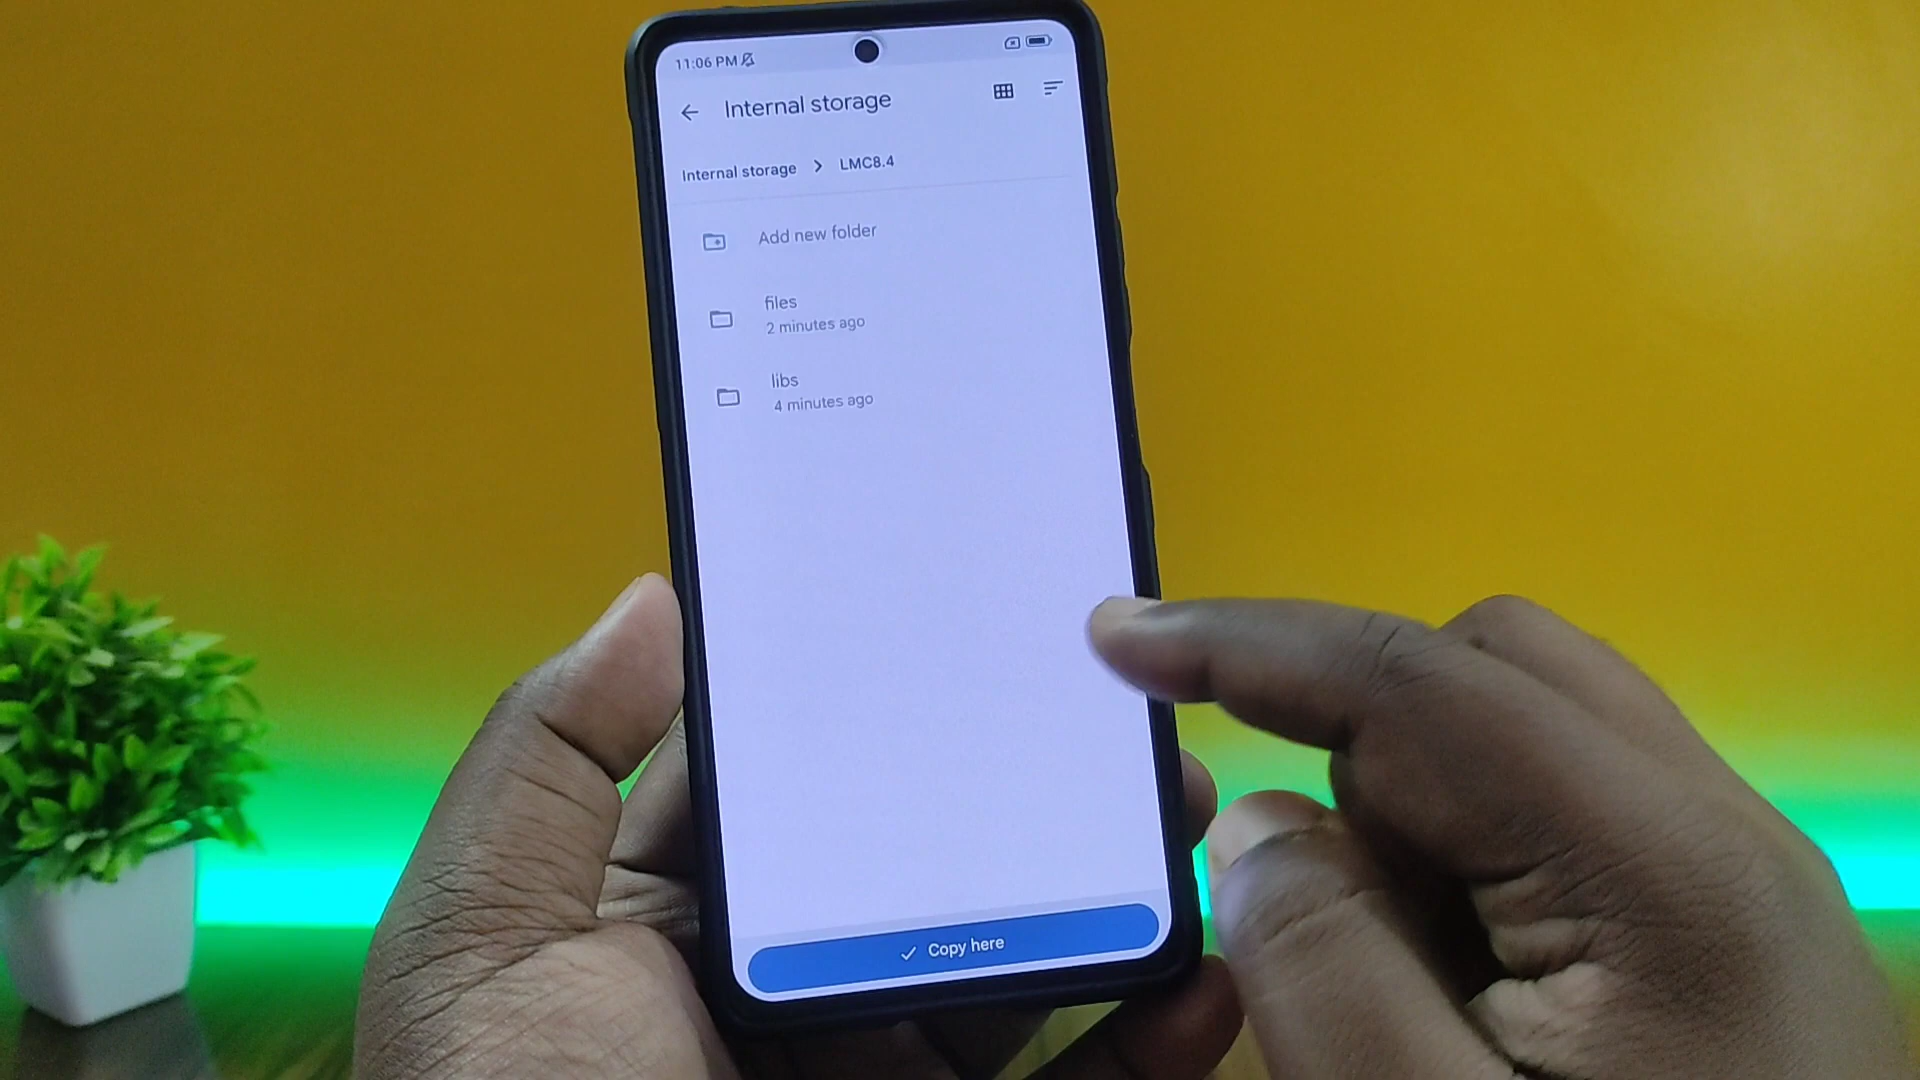 11:06 PM
Internal storage
Internal storage > LMC8.4
Add new folder
files
2 minutes ago
libs
4 minutes ago
Copy here